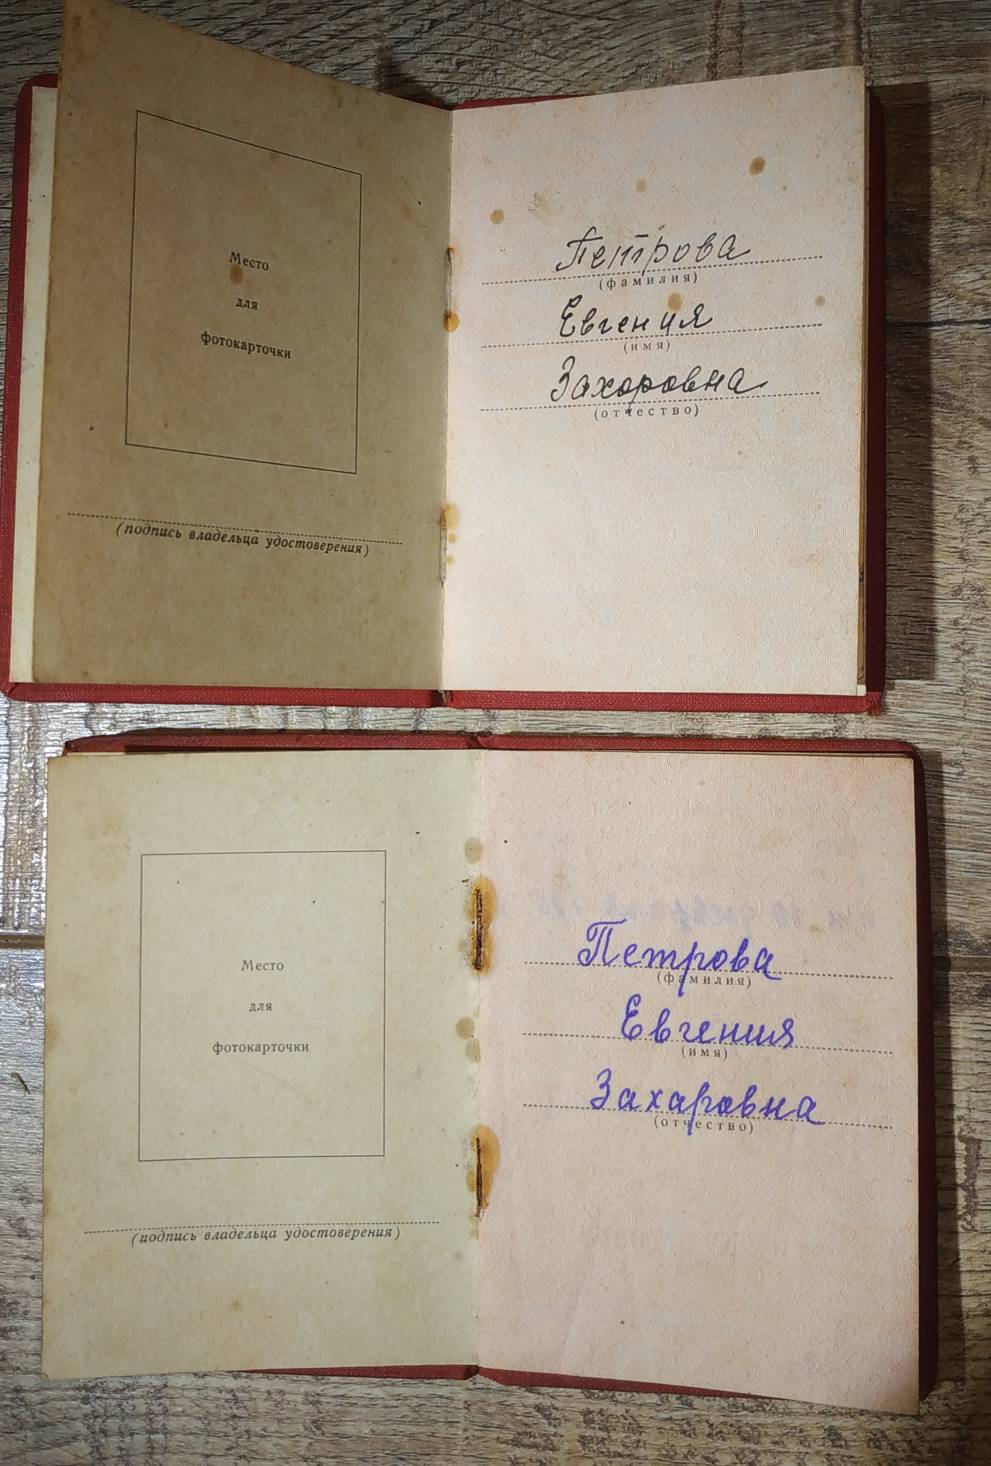 Место
для
фотокарточки
(подпись владельца удостоверения)
Петрова
(фамилия)
Евгения
(имя)
Захоровна
(отчество)
Место
для
фотокарточки
(подпись владельца удостоверения)
Петрова
(фамилия)
Евгения
(имя)
Захаровна
(отчество)